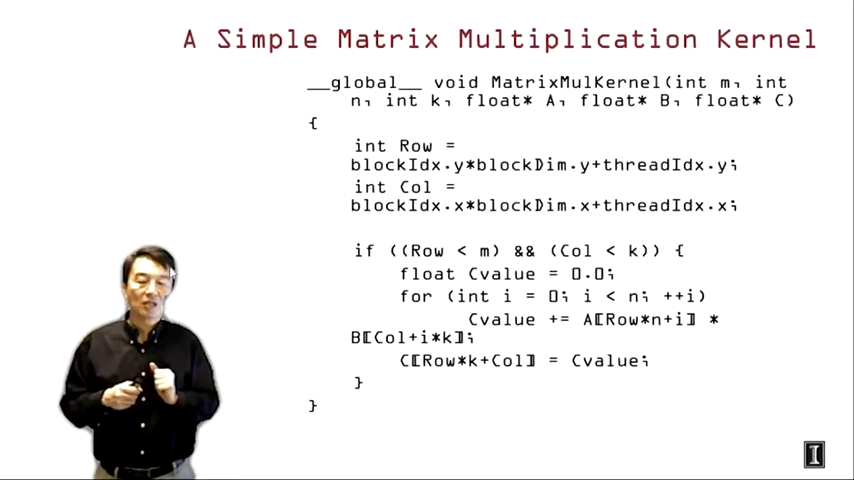 A Simple Matrix Multiplication Kernel
__global__ void MatrixMulKernel(int m, int
n, int k, float* A, float* B, float* C)
{
int Row =
blockIdx.y*blockDim.y+threadIdx.y;
int Col =
blockIdx.x*blockDim.x+threadIdx.x;
if ((Row < m) && (Col < k)) {
float Cvalue = 0.0;
for (int i = 0; i < n; ++i)
Cvalue += A[Row*n+i] *
B[Col+i*k];
C[Row*k+Col] = Cvalue;
}
}
I